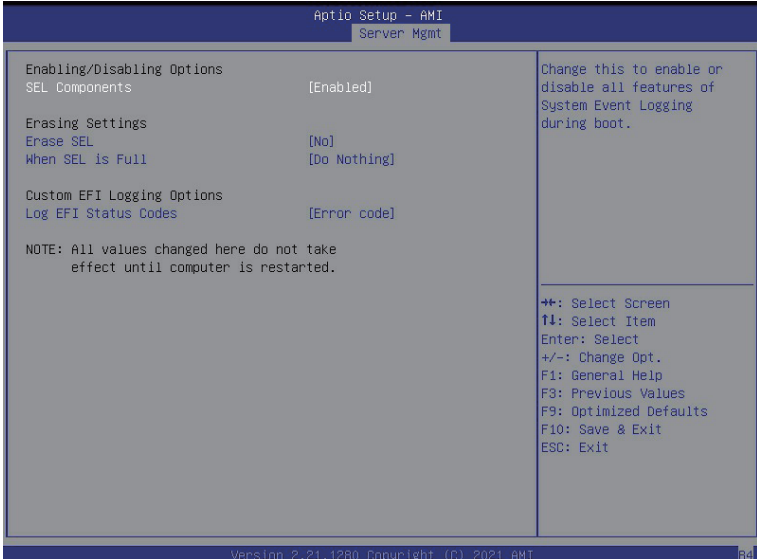 Aptio Setup – AMI
Server Mgmt
Enabling/Disabling Options
SEL Components [Enabled]
Erasing Settings
Erase SEL [No]
When SEL is Full [Do Nothing]
Custom EFI Logging Options
Log EFI Status Codes [Error code]
NOTE: All values changed here do not take
effect until computer is restarted.
Change this to enable or
disable all features of
System Event Logging
during boot.
→←: Select Screen
↑↓: Select Item
Enter: Select
+/-: Change Opt.
F1: General Help
F3: Previous Values
F9: Optimized Defaults
F10: Save & Exit
ESC: Exit
Version 2.21.1280 Copyright (C) 2021 AMI
B4